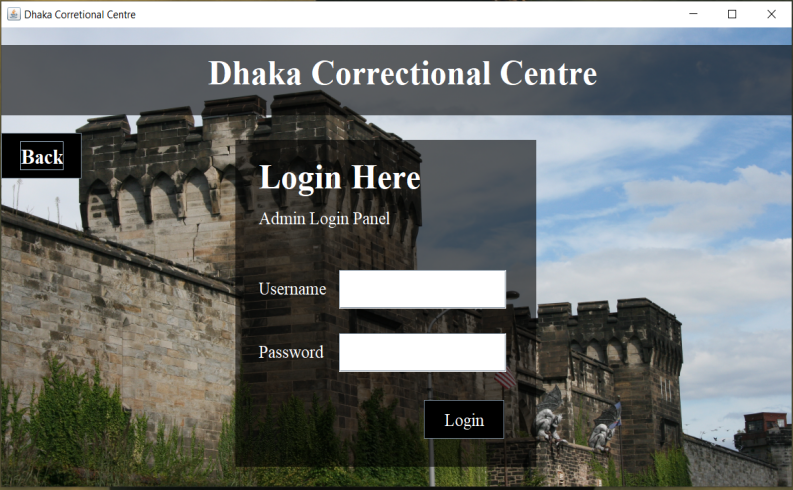 Dhaka Corretional Centre
Dhaka Correctional Centre
Back
Login Here
Admin Login Panel
Username
Password
Login